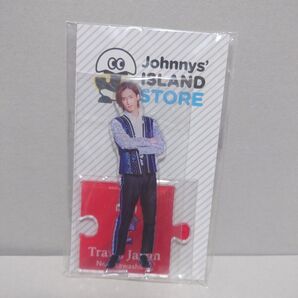 Johnnys'
ISLAND
STORE
Travis Japan